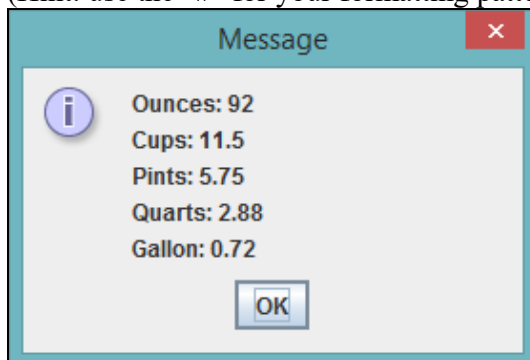 Message
Ounces: 92
Cups: 11.5
Pints: 5.75
Quarts: 2.88
Gallon: 0.72
OK